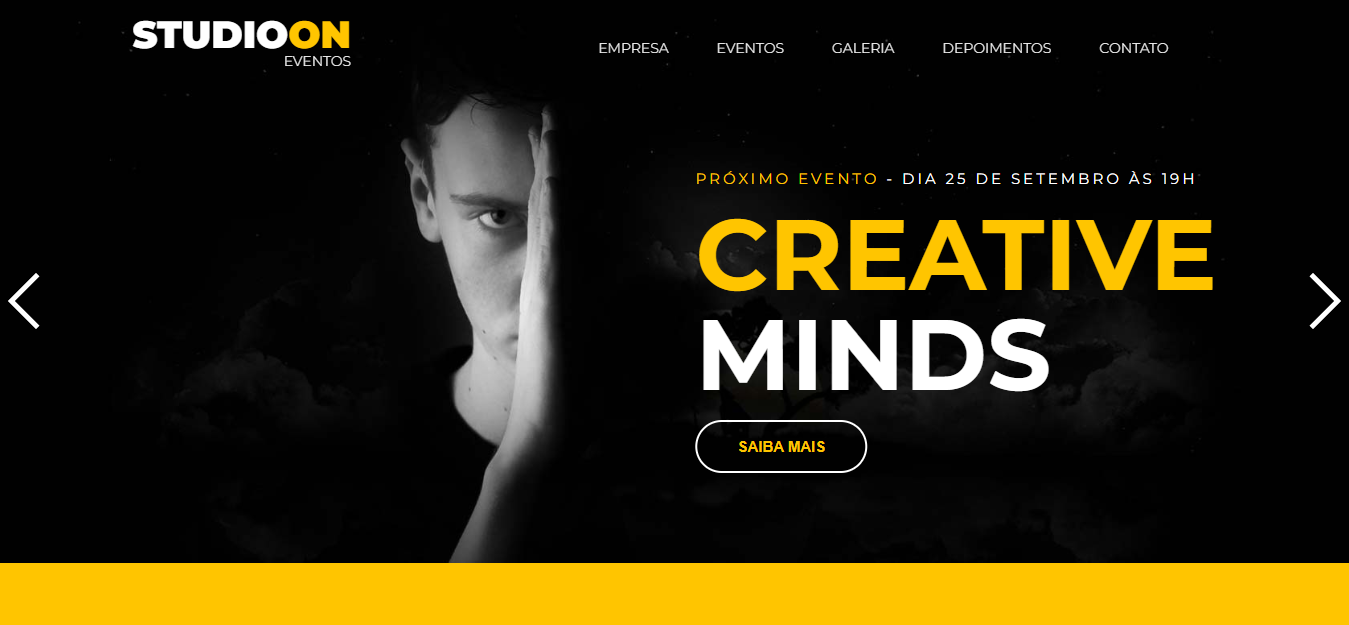 STUDIOON
EVENTOS
EMPRESA EVENTOS GALERIA DEPOIMENTOS CONTATO
PRÓXIMO EVENTO - DIA 25 DE SETEMBRO ÀS 19H
CREATIVE
MINDS
SAIBA MAIS